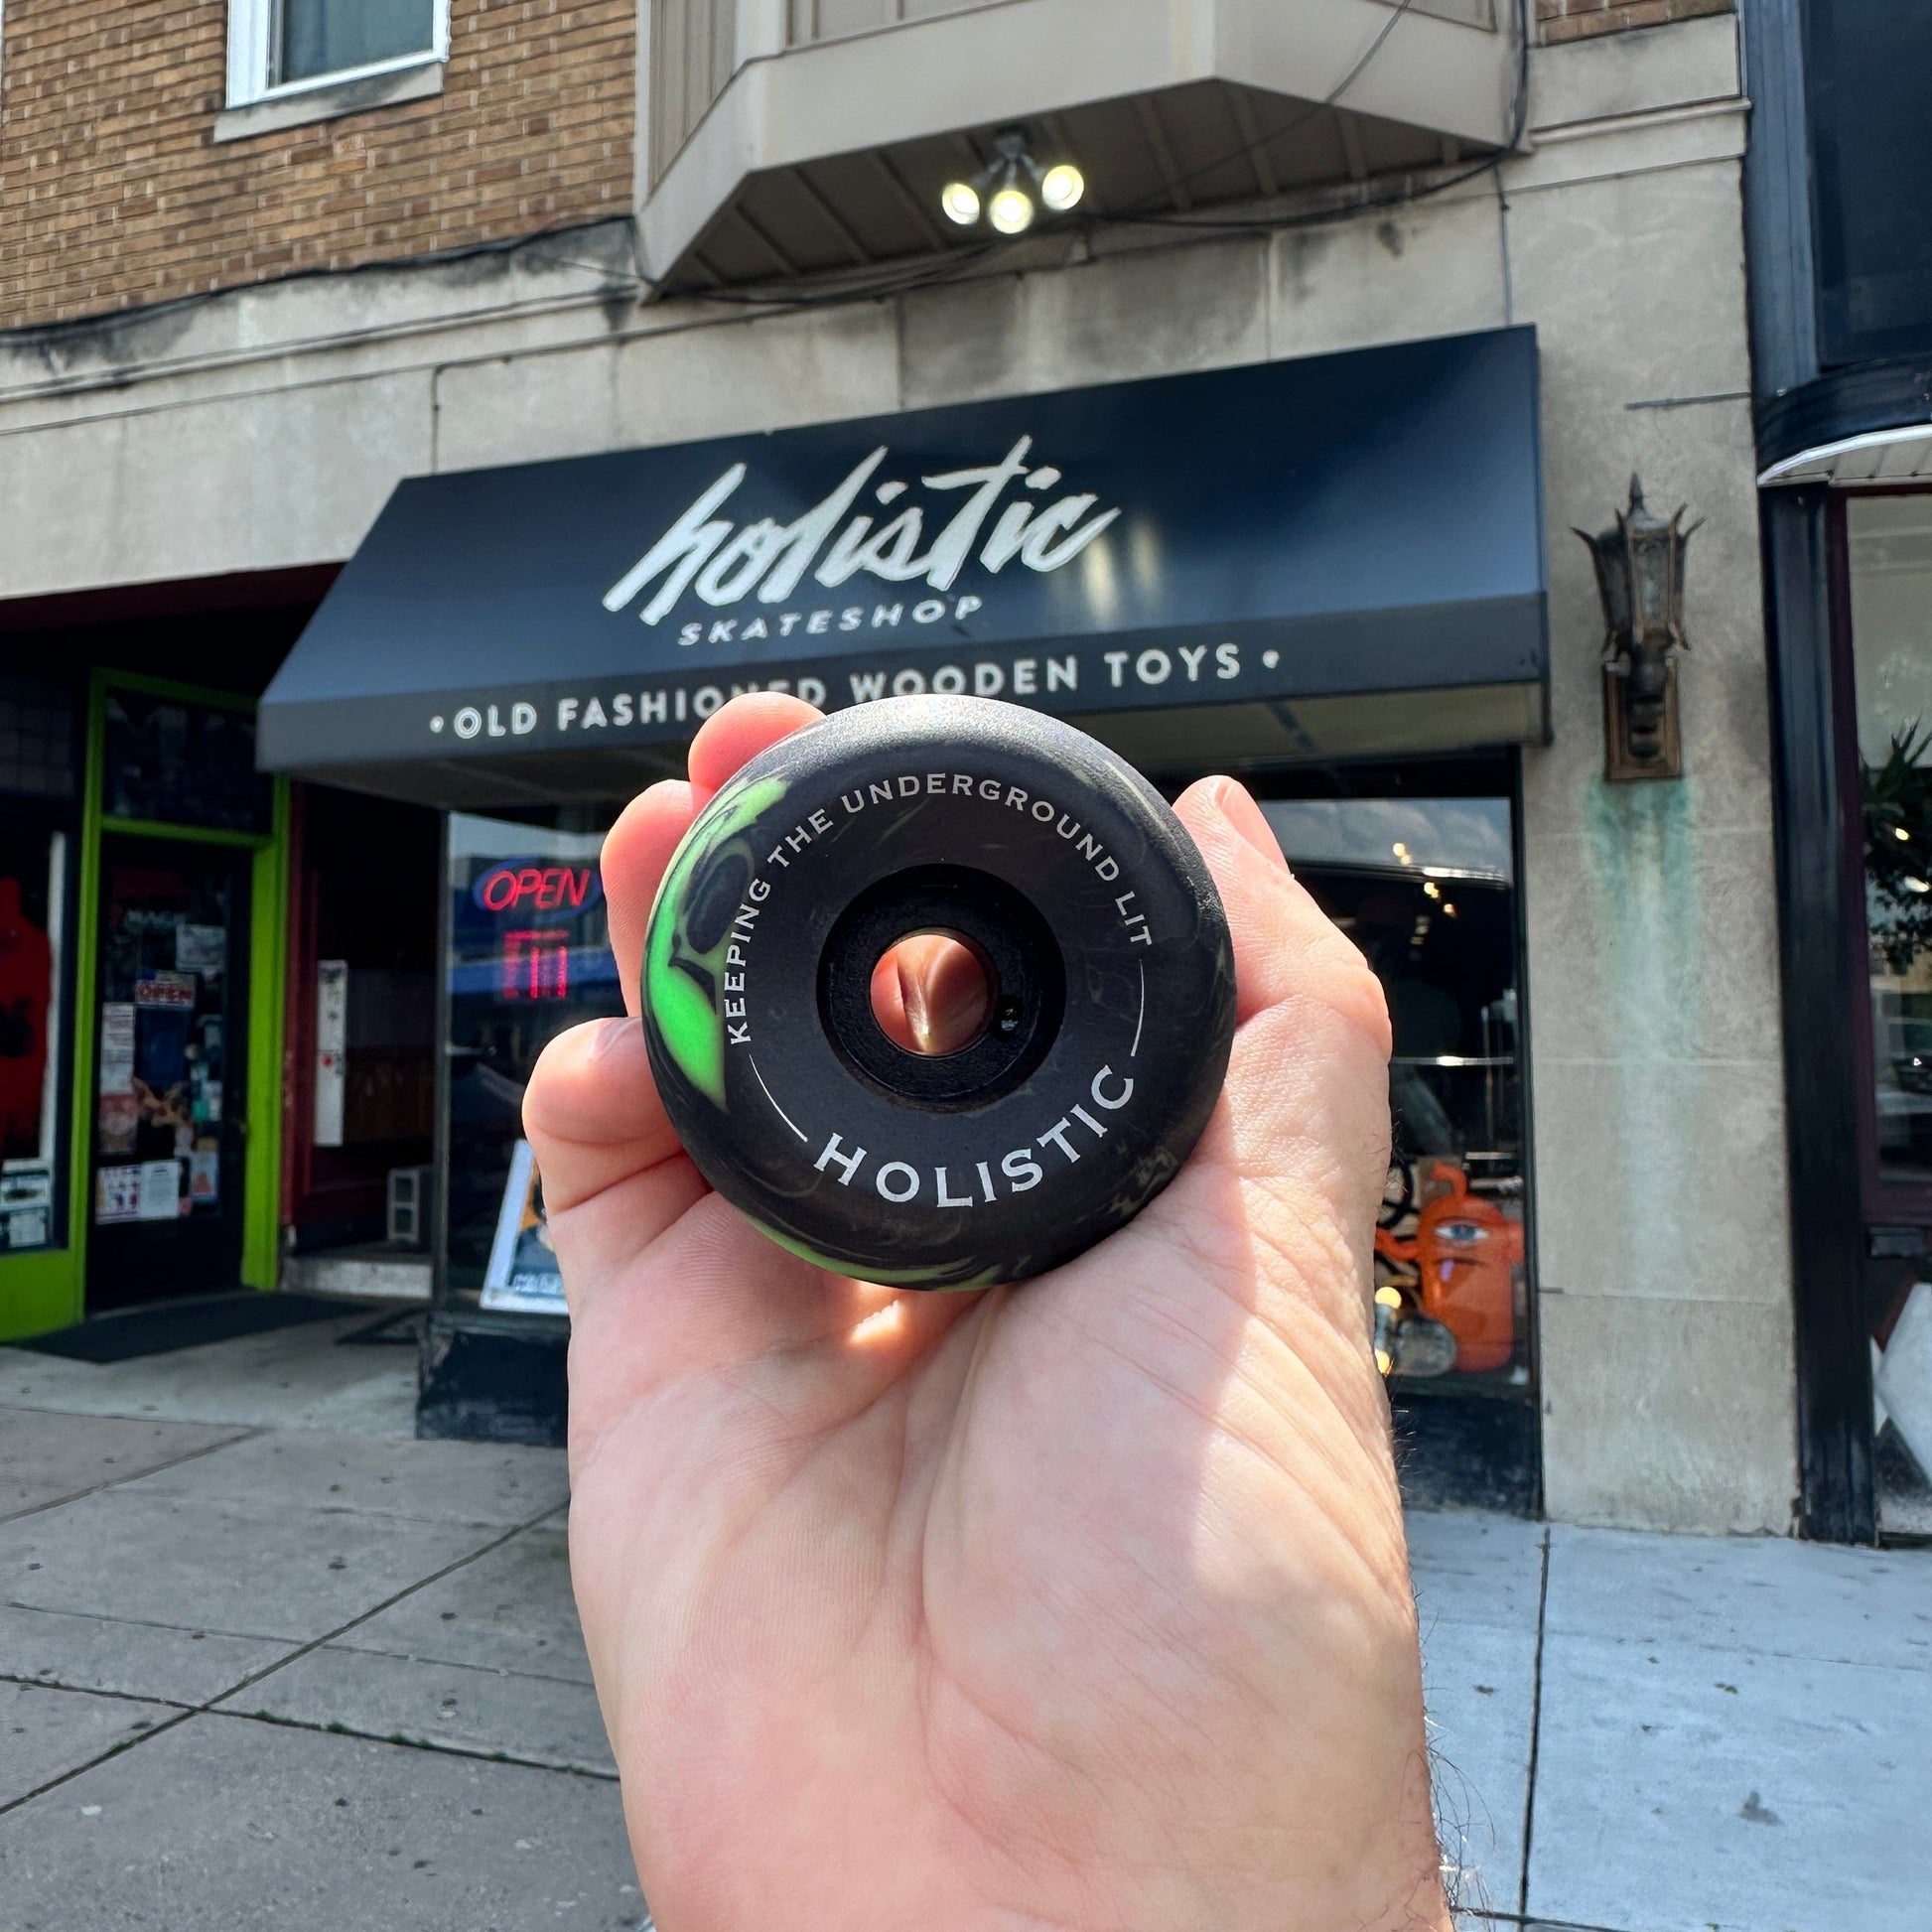 holistic
SKATESHOP
• OLD FASHIONED WOODEN TOYS •
KEEPING THE UNDERGROUND LIT
HOLISTIC
OPEN